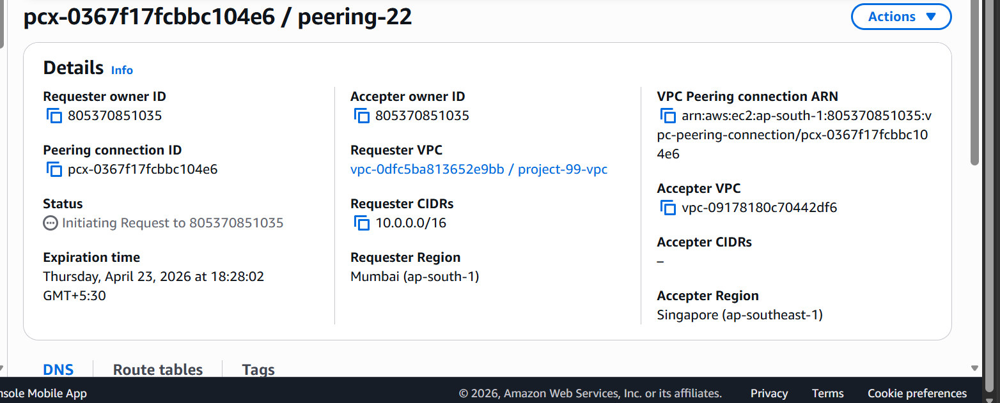 pcx-0367f17fcbbc104e6 / peering-22
Actions
Details Info
Requester owner ID
805370851035
Peering connection ID
pcx-0367f17fcbbc104e6
Status
Initiating Request to 805370851035
Expiration time
Thursday, April 23, 2026 at 18:28:02
GMT+5:30
Accepter owner ID
805370851035
Requester VPC
vpc-0dfc5ba813652e9bb / project-99-vpc
Requester CIDRs
10.0.0.0/16
Requester Region
Mumbai (ap-south-1)
VPC Peering connection ARN
arn:aws:ec2:ap-south-1:805370851035:v
pc-peering-connection/pcx-0367f17fcbbc10
4e6
Accepter VPC
vpc-09178180c70442df6
Accepter CIDRs
–
Accepter Region
Singapore (ap-southeast-1)
DNS
Route tables
Tags
nsole Mobile App
© 2026, Amazon Web Services, Inc. or its affiliates.
Privacy
Terms
Cookie preferences